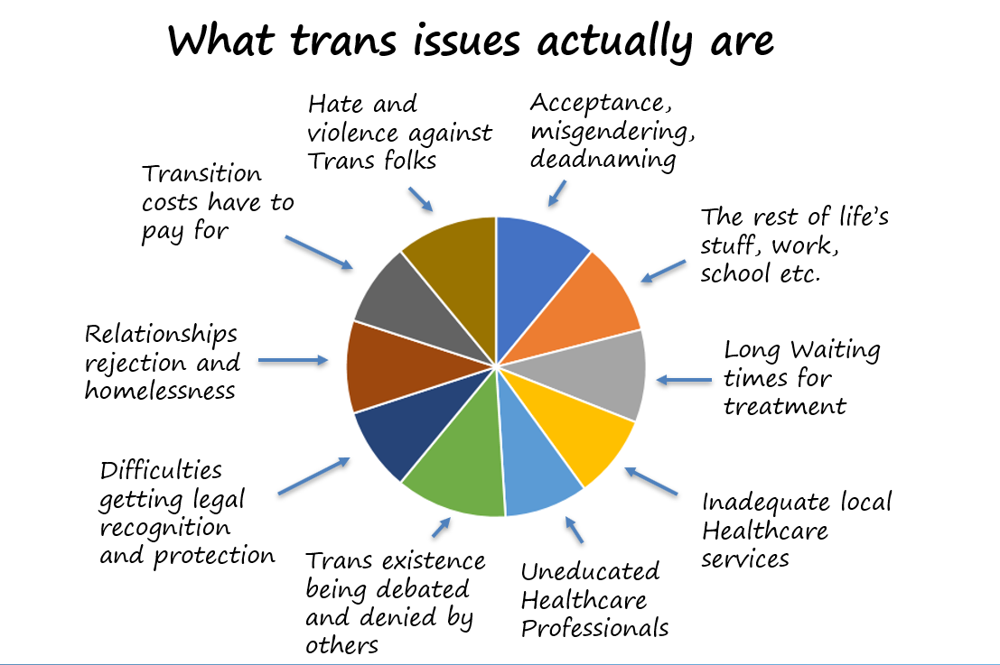 What trans issues actually are
Hate and
violence against
Trans folks
Acceptance,
misgendering,
deadnaming
Transition
costs have to
pay for
The rest of life's
stuff, work,
school etc.
Relationships
rejection and
homelessness
Long Waiting
times for
treatment
Difficulties
getting legal
recognition
and protection
Inadequate local
Healthcare
services
Trans existence
being debated
and denied by
others
Uneducated
Healthcare
Professionals